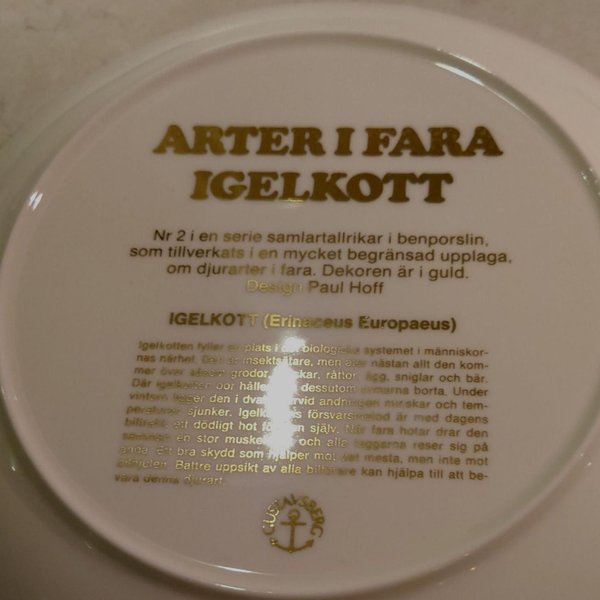 ARTER I FARA
IGELKOTT
Nr 2 i en serie samlartallrikar i benporslin,
som tillverkats i en mycket begränsad upplaga,
om djurarter i fara. Dekoren är i guld.
Design Paul Hoff
IGELKOTT (Erinaceus Europaeus)
Igelkotten fyller en plats i det biologiska systemet i människor-
nas närhet. Den är insektsätare, men äter nästan allt den kom-
mer över såsom grodor, råttor, ägg, sniglar och bär.
Där igelkotten bor håller dessutom ormarna borta. Under
vintern ligger den i dvala varvid andningen minskar och tem-
peraturen sjunker. Igelkottens försvarsmetod är med dagens
biltrafik ett dödligt hot för den själv. När fara hotar drar den
samman en stor muskel och alla taggarna reser sig på
ända. Ett bra skydd som hjälper mot det mesta, men inte mot
bilhjulen. Bättre uppsikt av alla bilförare kan hjälpa till att be-
vara denna djurart.
GUSTAVSBERG